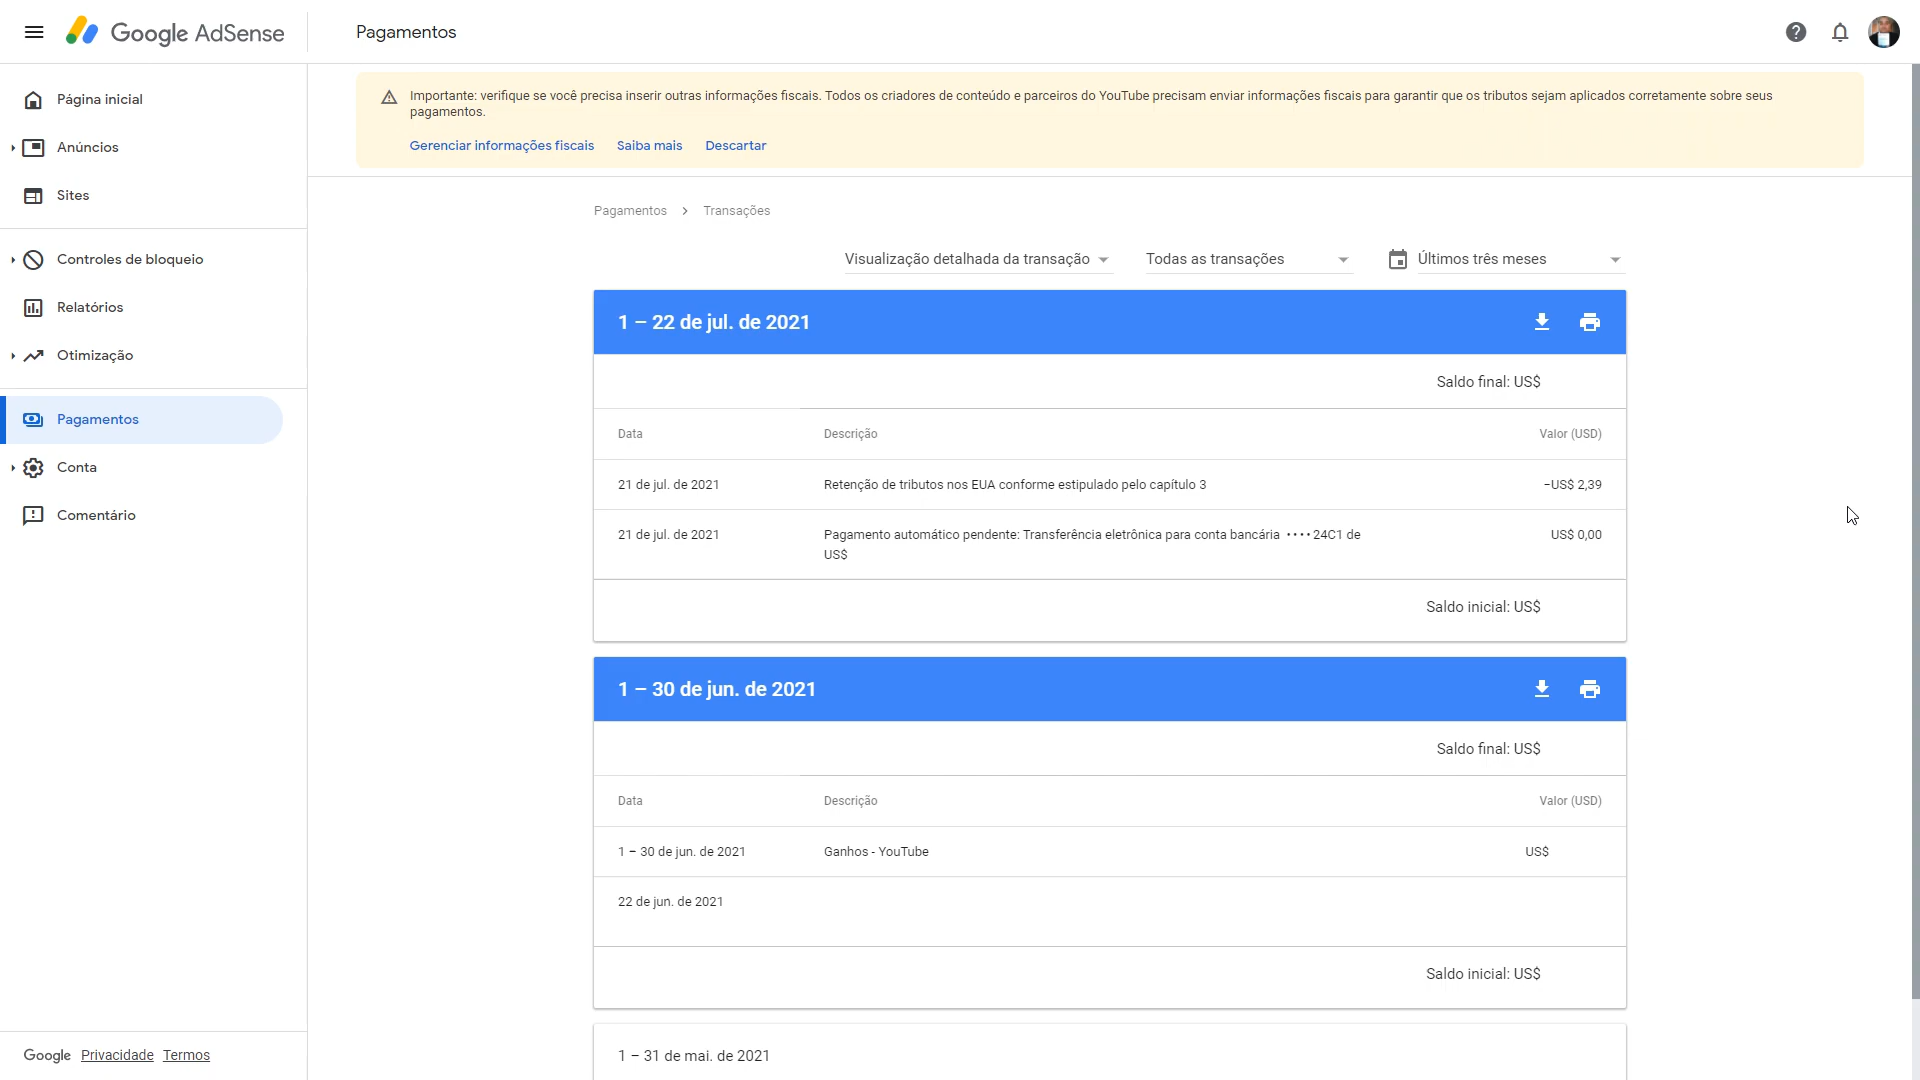 Google AdSense
Pagamentos
Página inicial
Anúncios
Sites
Controles de bloqueio
Relatórios
Otimização
Pagamentos
Conta
Comentário
Google Privacidade Termos
Importante: verifique se você precisa inserir outras informações fiscais. Todos os criadores de conteúdo e parceiros do YouTube precisam enviar informações fiscais para garantir que os tributos sejam aplicados corretamente sobre seus
pagamentos.
Gerenciar informações fiscais Saiba mais Descartar
Pagamentos > Transações
Visualização detalhada da transação Todas as transações Últimos três meses
1 – 22 de jul. de 2021
Saldo final: US$
Data Descrição Valor (USD)
21 de jul. de 2021 Retenção de tributos nos EUA conforme estipulado pelo capítulo 3 −US$ 2,39
21 de jul. de 2021 Pagamento automático pendente: Transferência eletrônica para conta bancária •••• 24C1 de US$ 0,00
US$
Saldo inicial: US$
1 – 30 de jun. de 2021
Saldo final: US$
Data Descrição Valor (USD)
1 – 30 de jun. de 2021 Ganhos - YouTube US$
22 de jun. de 2021
Saldo inicial: US$
1 – 31 de mai. de 2021